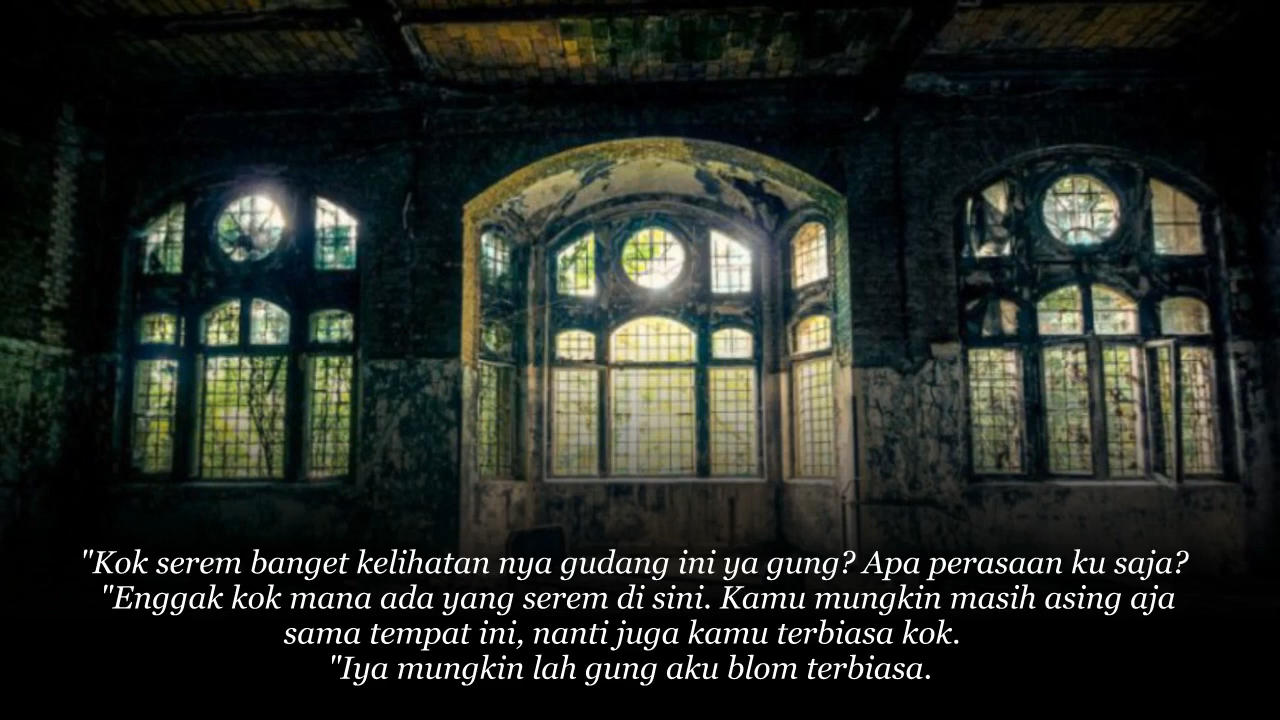 "Kok serem banget kelihatan nya gudang ini ya gung? Apa perasaan ku saja?
"Enggak kok mana ada yang serem di sini. Kamu mungkin masih asing aja
sama tempat ini, nanti juga kamu terbiasa kok.
"Iya mungkin lah gung aku blom terbiasa.